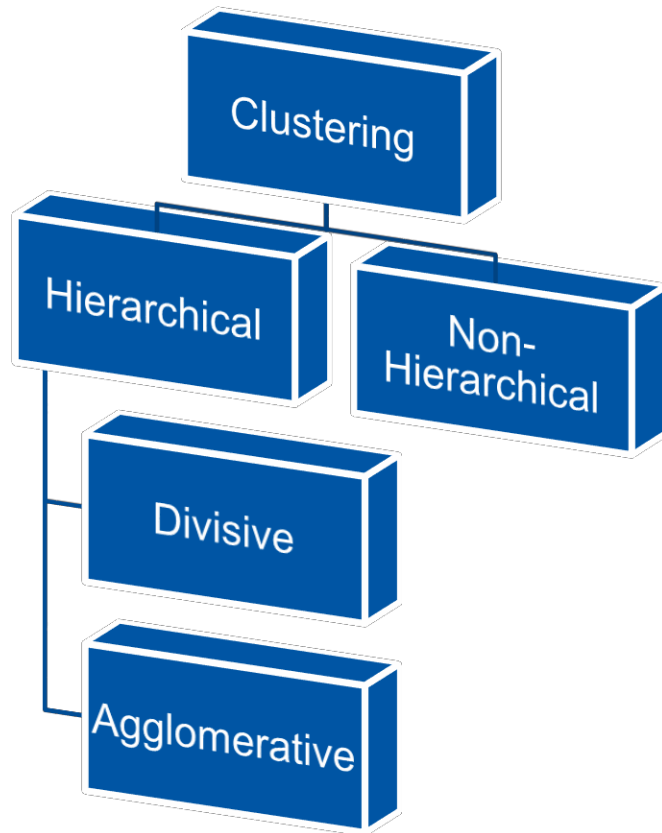 Clustering
Hierarchical
Non-
Hierarchical
Divisive
Agglomerative